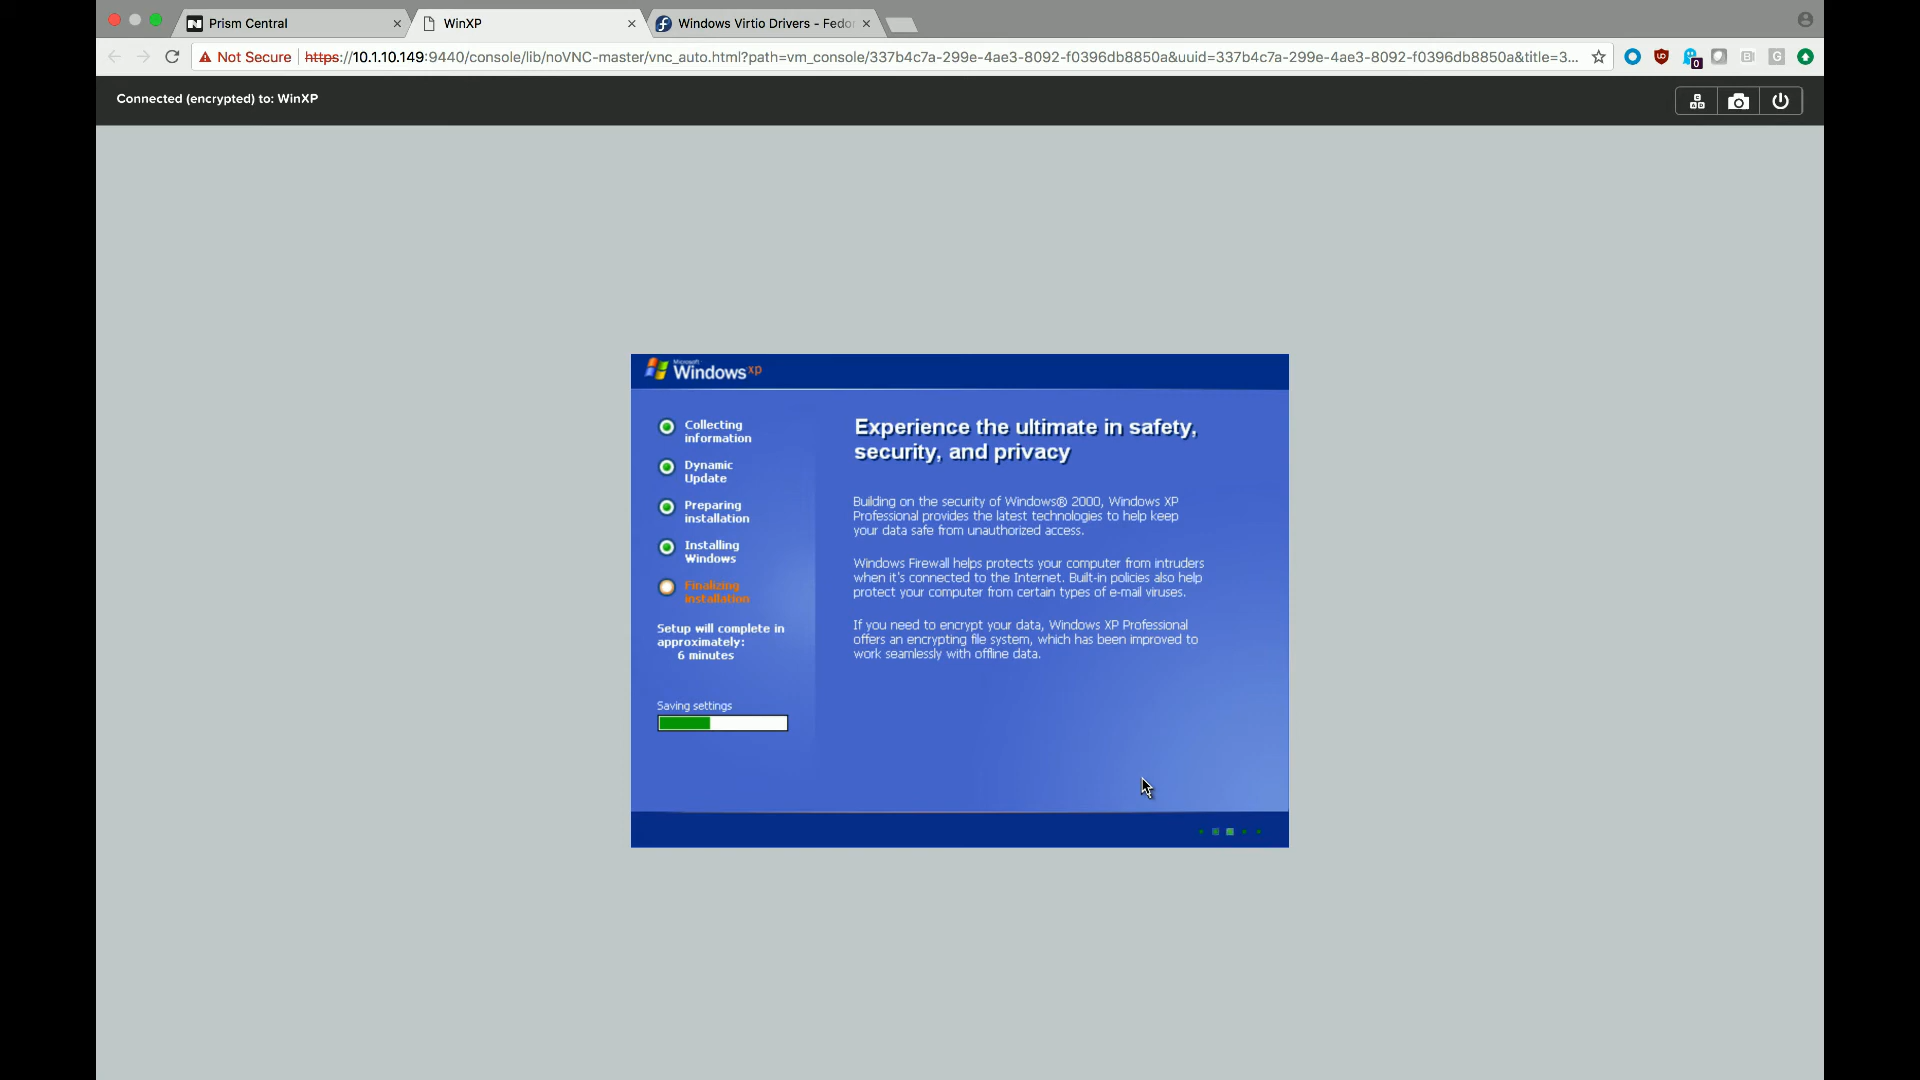 Prism Central
WinXP
Windows Virtio Drivers - Fedor
Not Secure
https://10.1.10.149:9440/console/lib/noVNC-master/vnc_auto.html?path=vm_console/337b4c7a-299e-4ae3-8092-f0396db8850a&uuid=337b4c7a-299e-4ae3-8092-f0396db8850a&title=3...
0
Connected (encrypted) to: WinXP
Microsoft
Windows xp
Collecting
information
Dynamic
Update
Preparing
installation
Installing
Windows
Finalizing
installation
Setup will complete in
approximately:
6 minutes
Saving settings
Experience the ultimate in safety,
security, and privacy
Building on the security of Windows® 2000, Windows XP
Professional provides the latest technologies to help keep
your data safe from unauthorized access.
Windows Firewall helps protects your computer from intruders
when it's connected to the Internet. Built-in policies also help
protect your computer from certain types of e-mail viruses.
If you need to encrypt your data, Windows XP Professional
offers an encrypting file system, which has been improved to
work seamlessly with offline data.